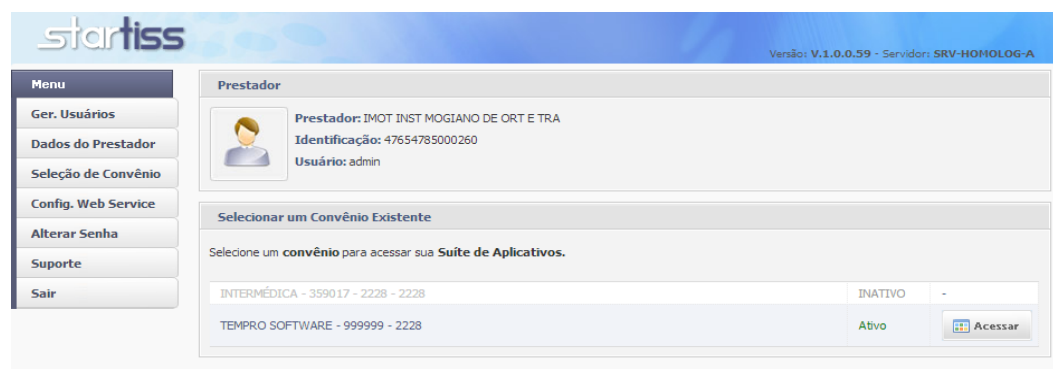 startiss
Versão: V.1.0.0.59 - Servidor: SRV-HOMOLOG-A
Menu
Ger. Usuários
Dados do Prestador
Seleção de Convênio
Config. Web Service
Alterar Senha
Suporte
Sair
Prestador
Prestador: IMOT INST MOGIANO DE ORT E TRA
Identificação: 47654785000260
Usuário: admin
Selecionar um Convênio Existente
Selecione um convênio para acessar sua Suíte de Aplicativos.
INTERMÉDICA - 359017 - 2228 - 2228 INATIVO -
TEMPRO SOFTWARE - 999999 - 2228 Ativo Acessar